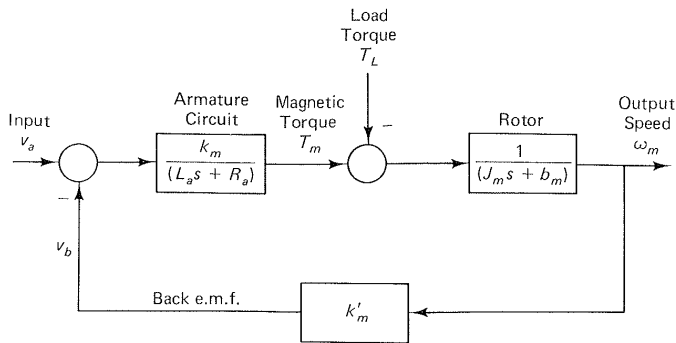 Load
Torque
T_L
Input
v_a
Armature
Circuit
k_m
(L_a s + R_a)
Magnetic
Torque
T_m
Rotor
1
(J_m s + b_m)
Output
Speed
ω_m
−
−
v_b
Back e.m.f.
k'_m